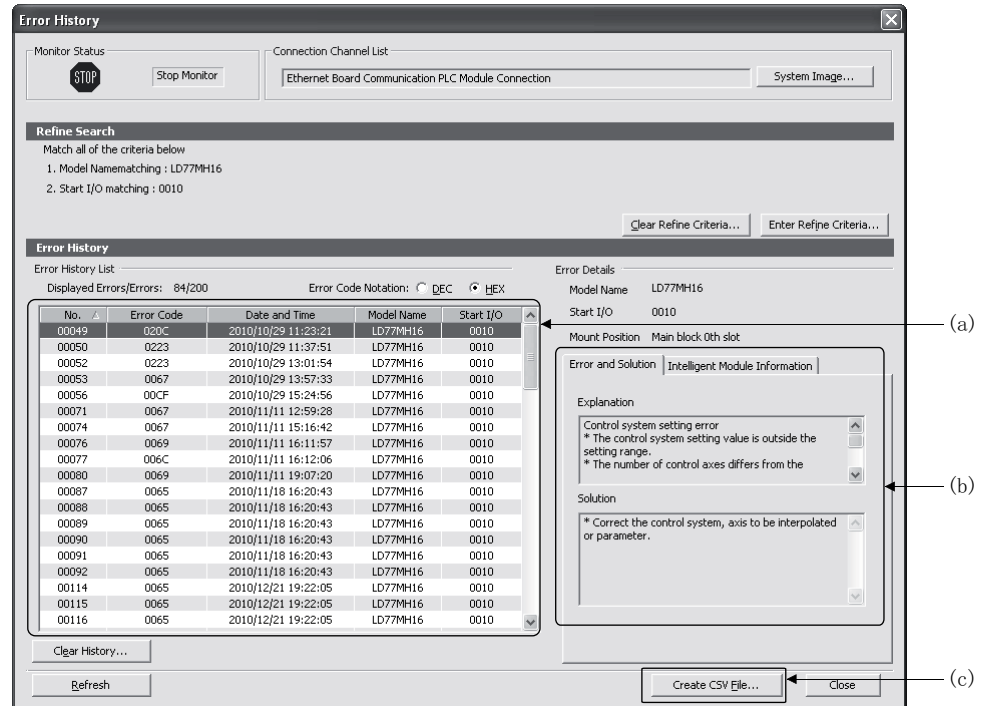 Error History
Monitor Status
Connection Channel List
STOP
Stop Monitor
Ethernet Board Communication PLC Module Connection
System Image...
Refine Search
Match all of the criteria below
1. Model Namematching : LD77MH16
2. Start I/O matching : 0010
Clear Refine Criteria...
Enter Refine Criteria...
Error History
Error History List
Displayed Errors/Errors: 84/200
Error Code Notation: DEC HEX
No. Error Code Date and Time Model Name Start I/O
00049 020C 2010/10/29 11:23:21 LD77MH16 0010
00050 0223 2010/10/29 11:37:51 LD77MH16 0010
00052 0223 2010/10/29 13:01:54 LD77MH16 0010
00053 0067 2010/10/29 13:57:33 LD77MH16 0010
00056 00CF 2010/10/29 15:24:56 LD77MH16 0010
00071 0067 2010/11/11 12:59:28 LD77MH16 0010
00074 0067 2010/11/11 15:16:42 LD77MH16 0010
00076 0069 2010/11/11 16:11:57 LD77MH16 0010
00077 006C 2010/11/11 16:12:06 LD77MH16 0010
00080 0069 2010/11/11 19:07:20 LD77MH16 0010
00087 0065 2010/11/18 16:20:43 LD77MH16 0010
00088 0065 2010/11/18 16:20:43 LD77MH16 0010
00089 0065 2010/11/18 16:20:43 LD77MH16 0010
00090 0065 2010/11/18 16:20:43 LD77MH16 0010
00091 0065 2010/11/18 16:20:43 LD77MH16 0010
00092 0065 2010/11/18 16:20:43 LD77MH16 0010
00114 0065 2010/12/21 19:22:05 LD77MH16 0010
00115 0065 2010/12/21 19:22:05 LD77MH16 0010
00116 0065 2010/12/21 19:22:05 LD77MH16 0010
Clear History...
Refresh
Error Details
Model Name LD77MH16
Start I/O 0010
Mount Position Main block 0th slot
Error and Solution
Intelligent Module Information
Explanation
Control system setting error
* The control system setting value is outside the
setting range.
* The number of control axes differs from the
Solution
* Correct the control system, axis to be interpolated
or parameter.
Create CSV File...
Close
(a)
(b)
(c)